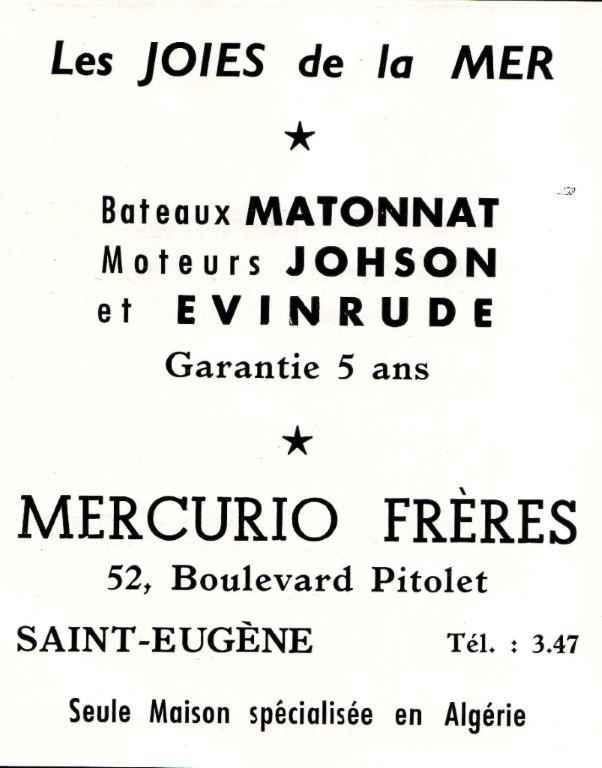 Les JOIES de la MER
Bateaux MATONNAT
Moteurs JOHSON
et EVINRUDE
Garantie 5 ans
MERCURIO FRÈRES
52, Boulevard Pitolet
SAINT-EUGÈNE Tél. : 3.47
Seule Maison spécialisée en Algérie